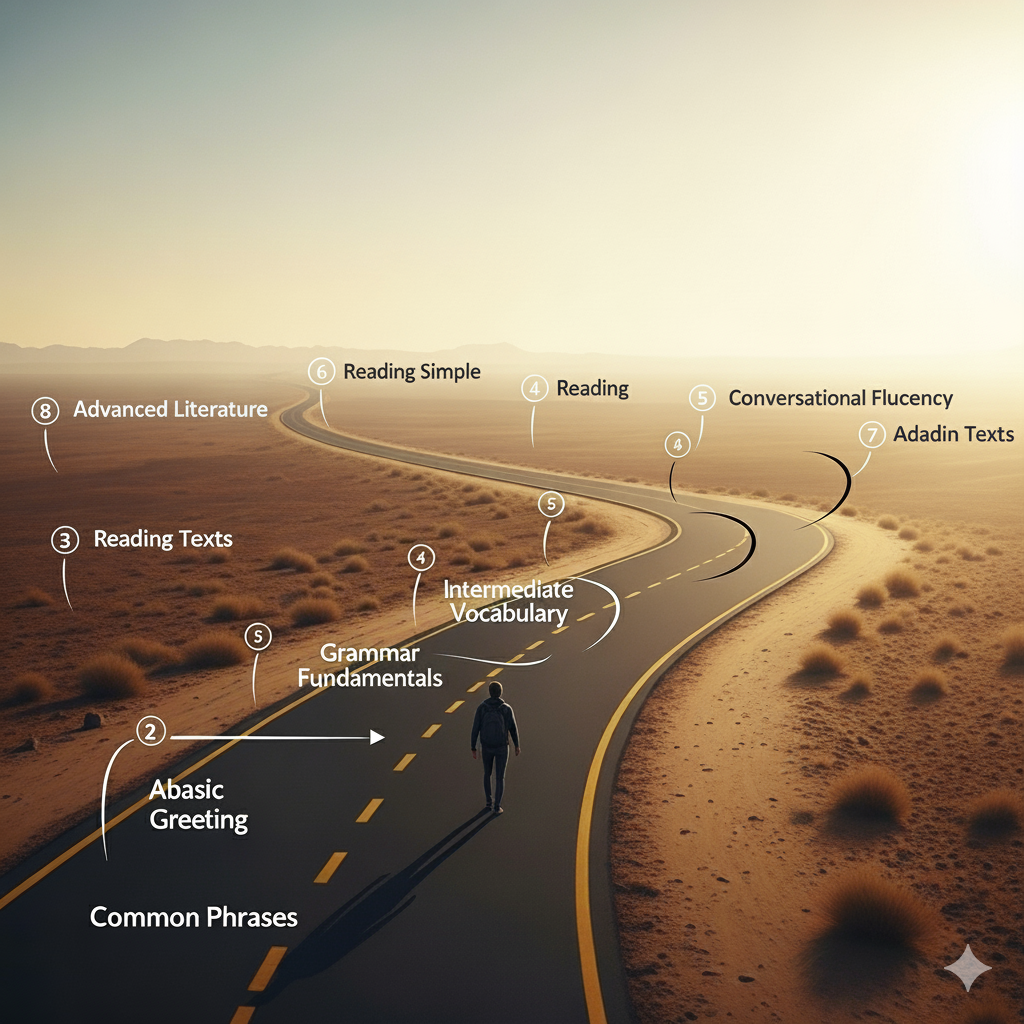 6 Reading Simple
4 Reading
5 Conversational Flucency
8 Advanced Literature
7 Adadin Texts
4
5
3 Reading Texts
4
Intermediate
Vocabulary
5
Grammar
Fundamentals
2
Abasic
Greeting
Common Phrases